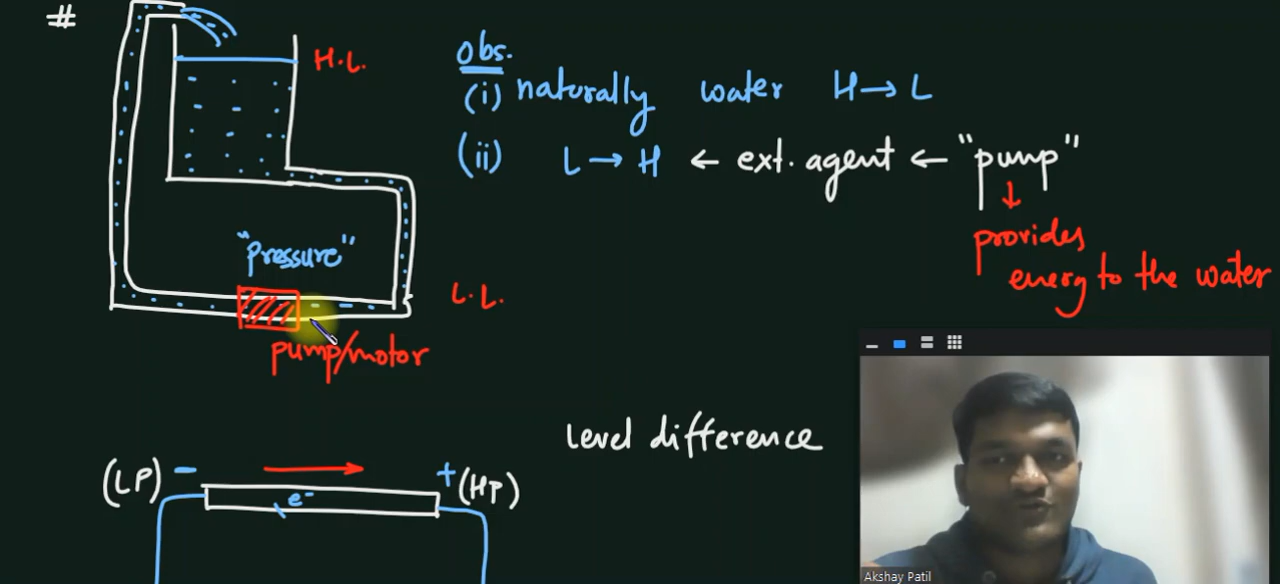 #
H.L.
obs.
(i) naturally water H→L
(ii) L→H ← ext. agent ← "pump"
↓
provides
energ to the water
"pressure"
L.L.
pump/motor
level difference
(LP) - → + (HP)
e-
Akshay Patil